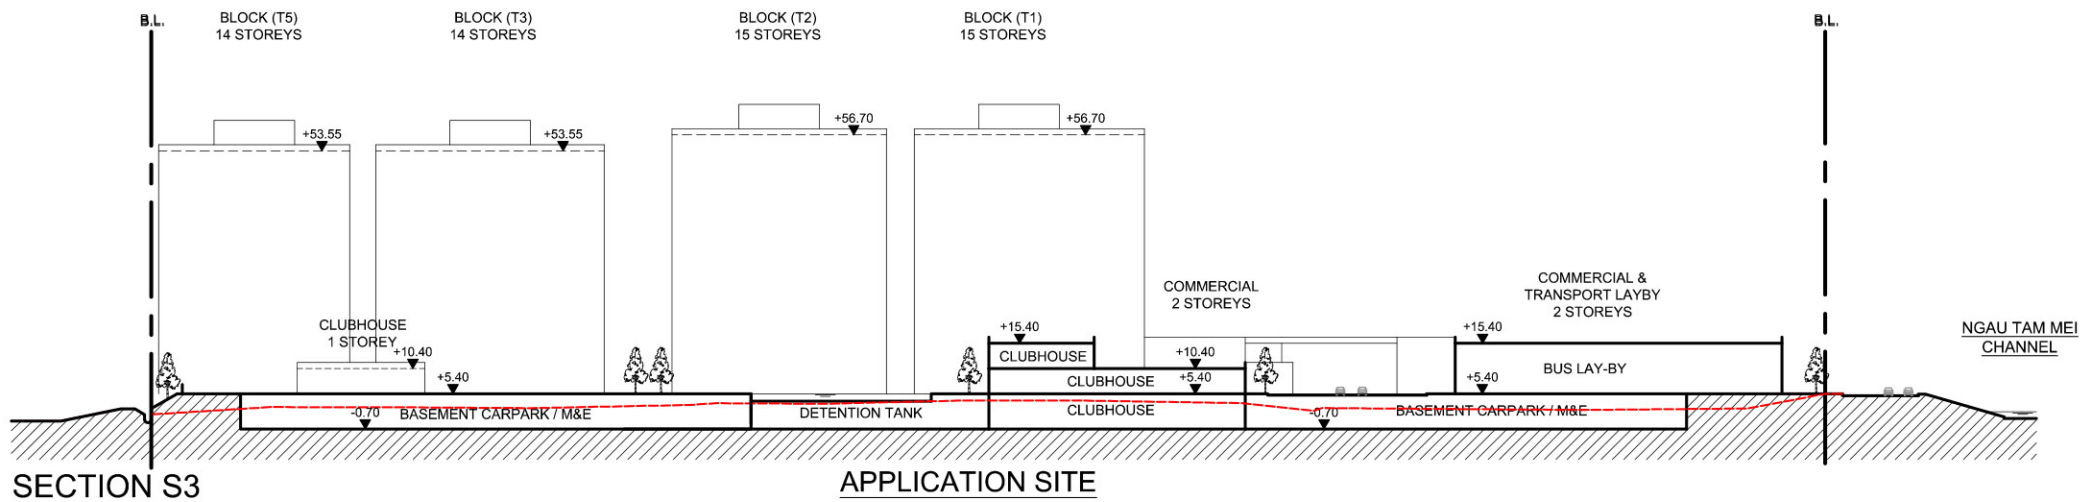 B.L.
BLOCK (T5)
14 STOREYS
BLOCK (T3)
14 STOREYS
BLOCK (T2)
15 STOREYS
BLOCK (T1)
15 STOREYS
B.L.
+53.55
+53.55
+56.70
+56.70
COMMERCIAL
2 STOREYS
COMMERCIAL &
TRANSPORT LAYBY
2 STOREYS
NGAU TAM MEI
CHANNEL
CLUBHOUSE
1 STOREY
+10.40
+5.40
+15.40
CLUBHOUSE
+10.40
CLUBHOUSE
+5.40
+15.40
BUS LAY-BY
+5.40
-0.70
BASEMENT CARPARK / M&E
DETENTION TANK
CLUBHOUSE
-0.70
BASEMENT CARPARK / M&E
SECTION S3
APPLICATION SITE